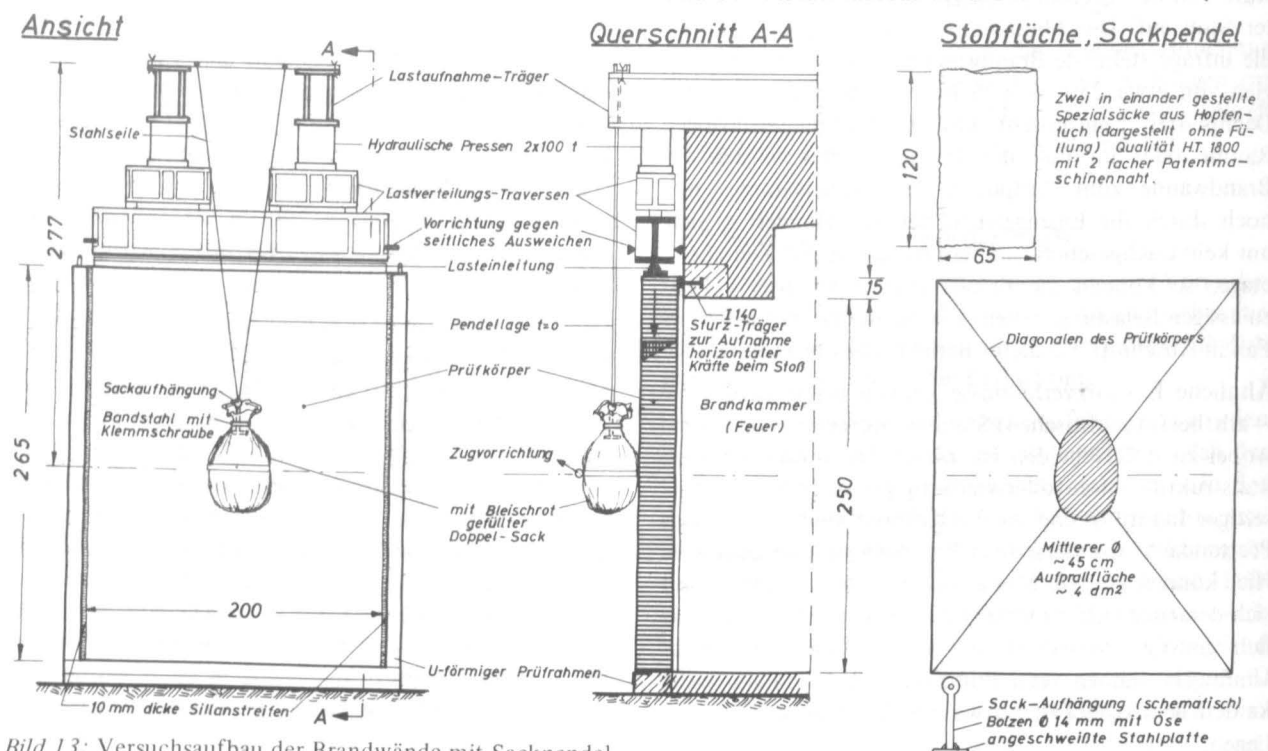 Ansicht
Querschnitt A-A
Stoßfläche, Sackpendel
A
Lastaufnahme-Träger
Stahlseile
Hydraulische Pressen 2x100 t
Lastverteilungs-Traversen
Vorrichtung gegen
seitliches Ausweichen
Lasteinleitung
277
265
Pendellage t=o
Sackaufhängung
Prüfkörper
Bandstahl mit
Klemmschraube
Zugvorrichtung
mit Bleischrot
gefüllter
Doppel-Sack
200
U-förmiger Prüfrahmen
10 mm dicke Sillanstreifen
A
I 140
Sturz-Träger
zur Aufnahme
horizontaler
Kräfte beim Stoß
Brandkammer
(Feuer)
15
250
120
65
Zwei in einander gestellte
Spezialsäcke aus Hopfen-
tuch (dargestellt ohne Fü-
llung) Qualität H.T. 1800
mit 2 facher Patentma-
schinennaht.
Diagonalen des Prüfkörpers
Mittlerer Ø
~45 cm
Aufprallfläche
~ 4 dm²
Sack-Aufhängung (schematisch)
Bolzen Ø 14 mm mit Öse
angeschweißte Stahlplatte
Bild 13: Versuchsaufbau der Brandwände mit Sackpendel